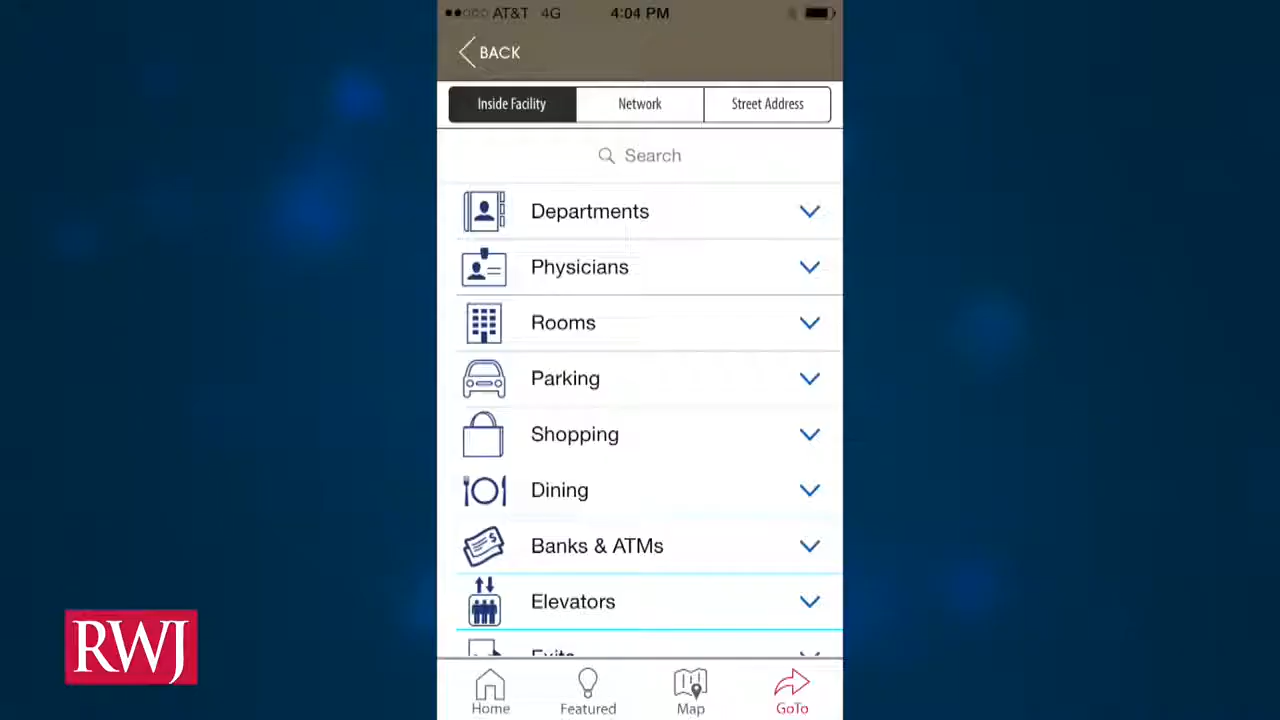 AT&T 4G 4:04 PM
BACK
Inside Facility Network Street Address
Search
Departments
Physicians
Rooms
Parking
Shopping
Dining
Banks & ATMs
Elevators
Exits
RWJ
Home Featured Map GoTo